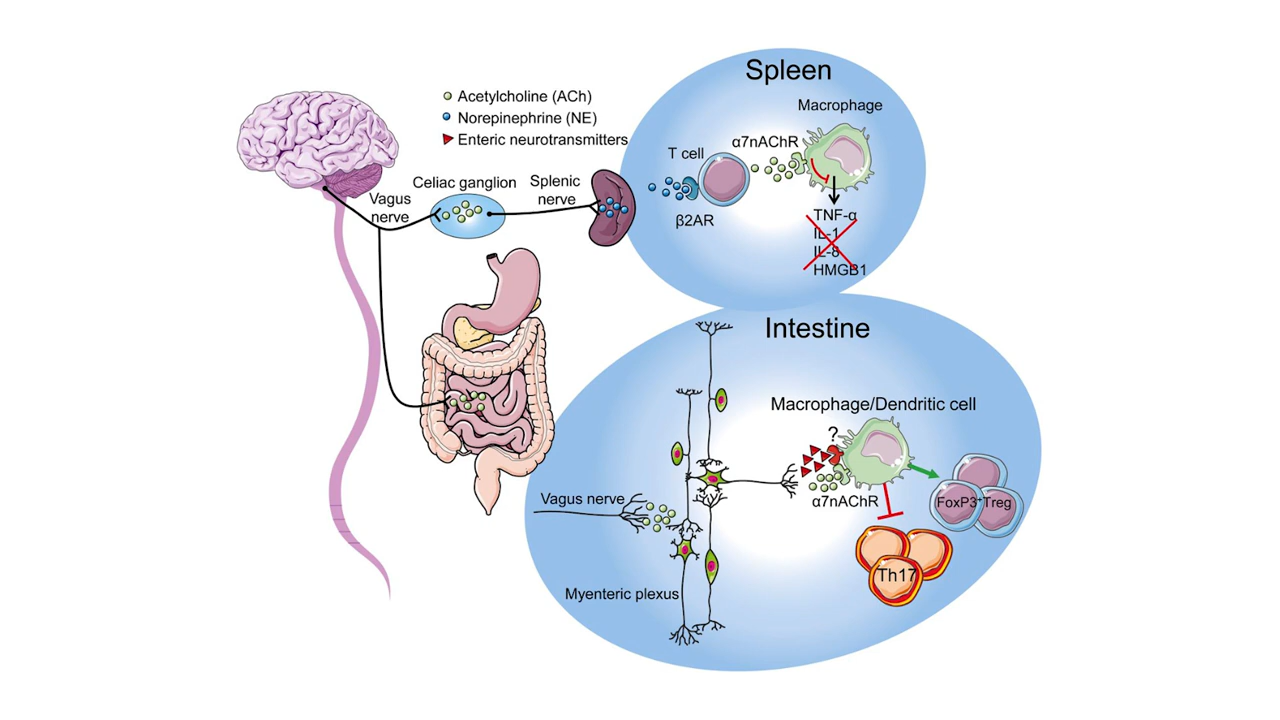 Spleen
Macrophage
Acetylcholine (ACh)
Norepinephrine (NE)
Enteric neurotransmitters
α7nAChR
T cell
Celiac ganglion
Splenic
nerve
Vagus
nerve
β2AR
TNF-α
IL-1
IL-8
HMGB1
Intestine
Macrophage/Dendritic cell
?
α7nAChR
FoxP3+Treg
Vagus nerve
Th17
Myenteric plexus